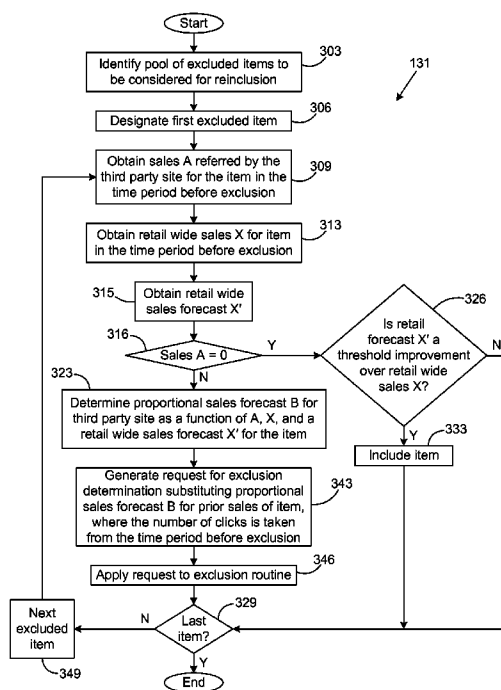 Start
Identify pool of excluded items to
be considered for reinclusion
303
131
Designate first excluded item
306
Obtain sales A referred by the
third party site for the item in the
time period before exclusion
309
Obtain retail wide sales X for item
in the time period before exclusion
313
315
Obtain retail wide
sales forecast X'
316
Sales A = 0
Y
N
326
Is retail
forecast X' a
threshold improvement
over retail wide
sales X?
N
Y
323
Determine proportional sales forecast B for
third party site as a function of A, X, and a
retail wide sales forecast X' for the item
333
Include item
Generate request for exclusion
determination substituting proportional
sales forecast B for prior sales of item,
where the number of clicks is taken
from the time period before exclusion
343
Apply request to exclusion routine
346
329
Last
item?
N
Y
Next
excluded
item
349
End